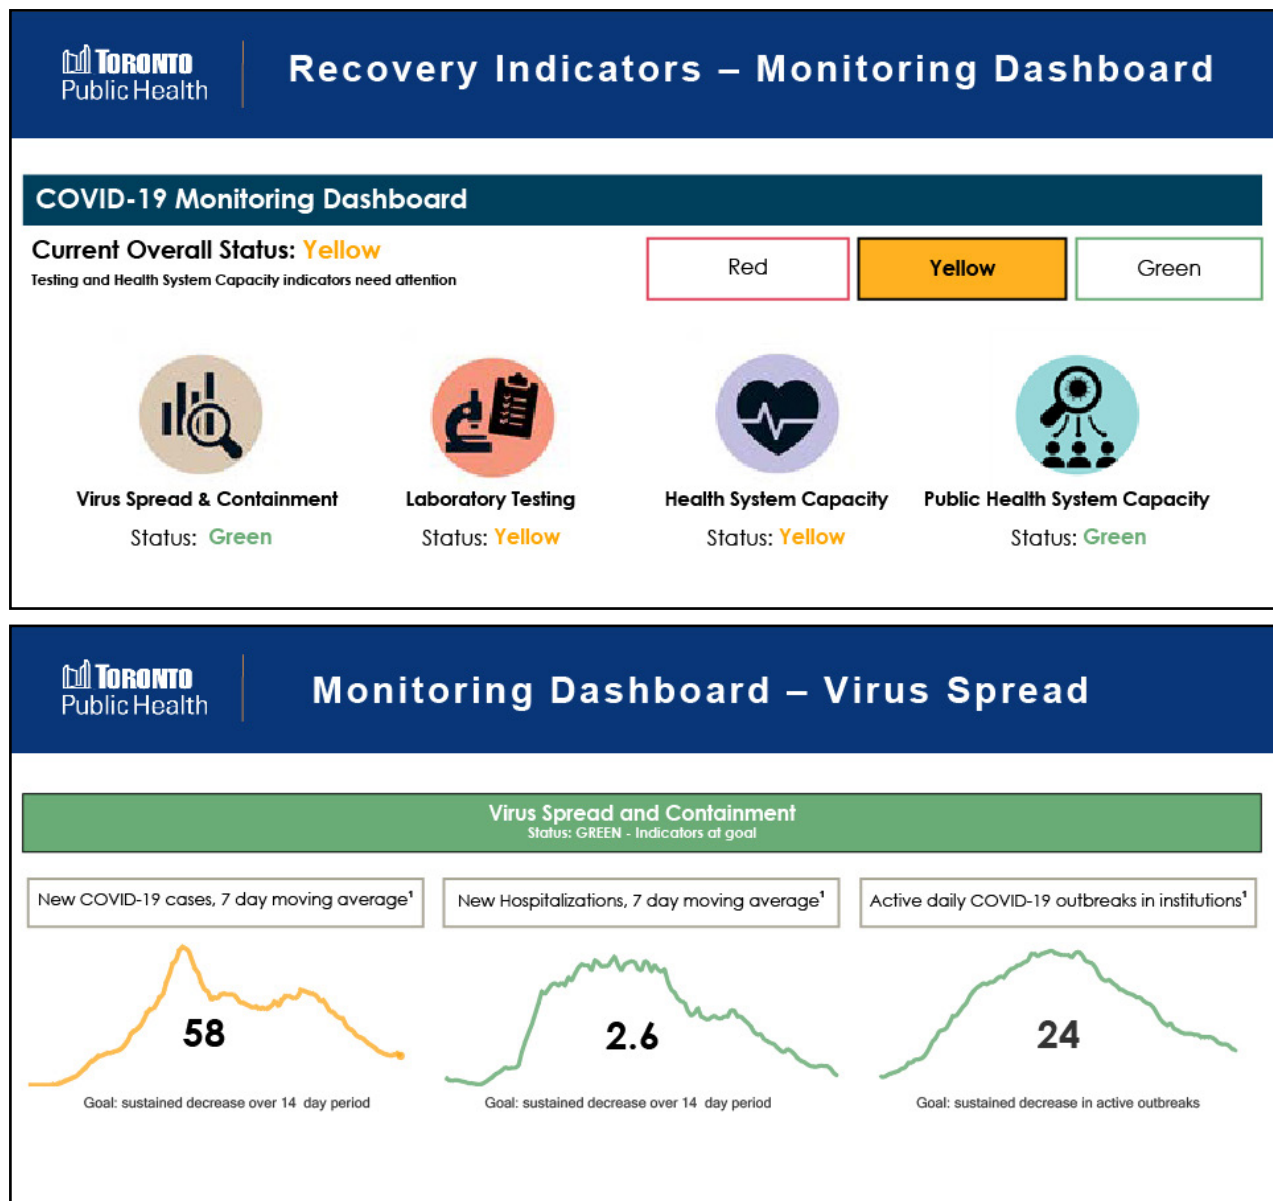 TORONTO
Public Health
Recovery Indicators – Monitoring Dashboard
COVID-19 Monitoring Dashboard
Current Overall Status: Yellow
Testing and Health System Capacity indicators need attention
Red
Yellow
Green
Virus Spread & Containment
Status: Green
Laboratory Testing
Status: Yellow
Health System Capacity
Status: Yellow
Public Health System Capacity
Status: Green
TORONTO
Public Health
Monitoring Dashboard – Virus Spread
Virus Spread and Containment
Status: GREEN - Indicators at goal
New COVID-19 cases, 7 day moving average¹
58
Goal: sustained decrease over 14 day period
New Hospitalizations, 7 day moving average¹
2.6
Goal: sustained decrease over 14 day period
Active daily COVID-19 outbreaks in institutions¹
24
Goal: sustained decrease in active outbreaks